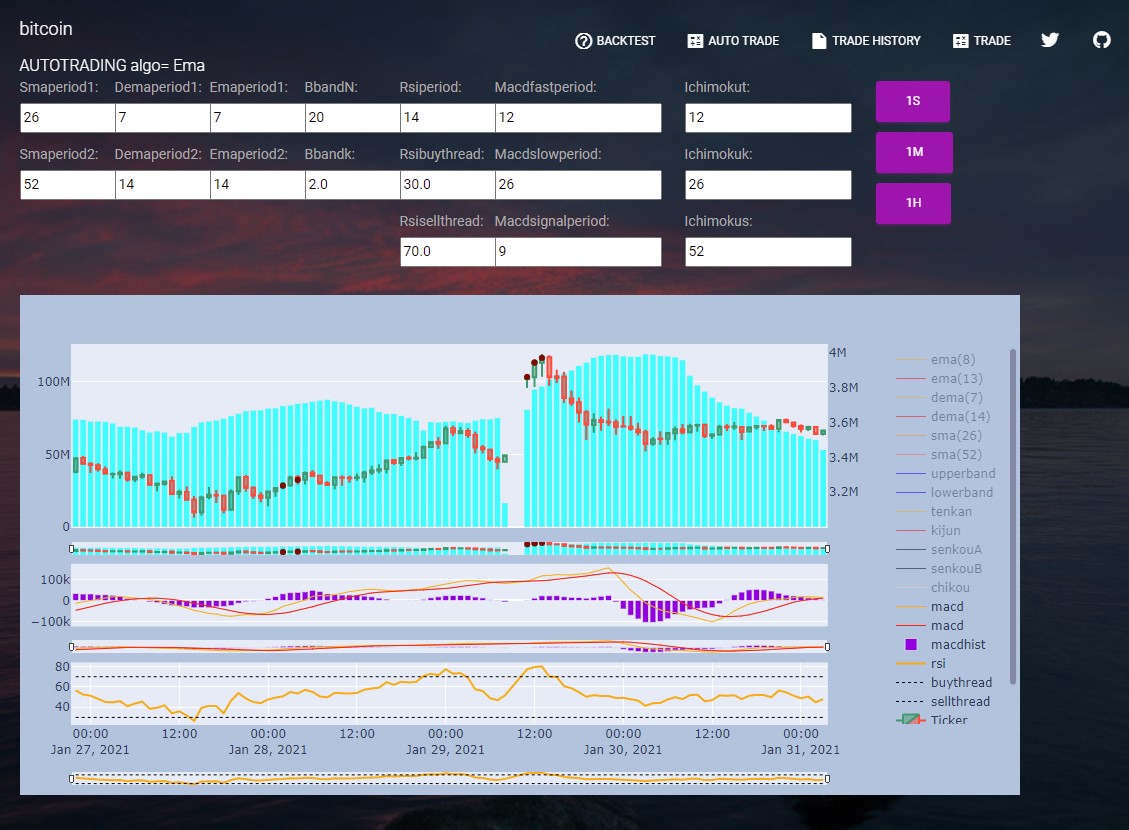 bitcoin
BACKTEST AUTO TRADE TRADE HISTORY TRADE
AUTOTRADING algo= Ema
Smaperiod1: Demaperiod1: Emaperiod1: BbandN: Rsiperiod: Macdfastperiod: Ichimokut:
26 7 7 20 14 12 12
1S
Smaperiod2: Demaperiod2: Emaperiod2: Bbandk: Rsibuythread: Macdslowperiod: Ichimokuk:
1M
52 14 14 2.0 30.0 26 26
1H
Rsisellthread: Macdsignalperiod: Ichimokus:
70.0 9 52
100M
50M
0
4M
3.8M
3.6M
3.4M
3.2M
100k
0
−100k
80
60
40
00:00 12:00 00:00 12:00 00:00 12:00 00:00 12:00 00:00
Jan 27, 2021 Jan 28, 2021 Jan 29, 2021 Jan 30, 2021 Jan 31, 2021
ema(8)
ema(13)
dema(7)
dema(14)
sma(26)
sma(52)
upperband
lowerband
tenkan
kijun
senkouA
senkouB
chikou
macd
macd
macdhist
rsi
buythread
sellthread
Ticker